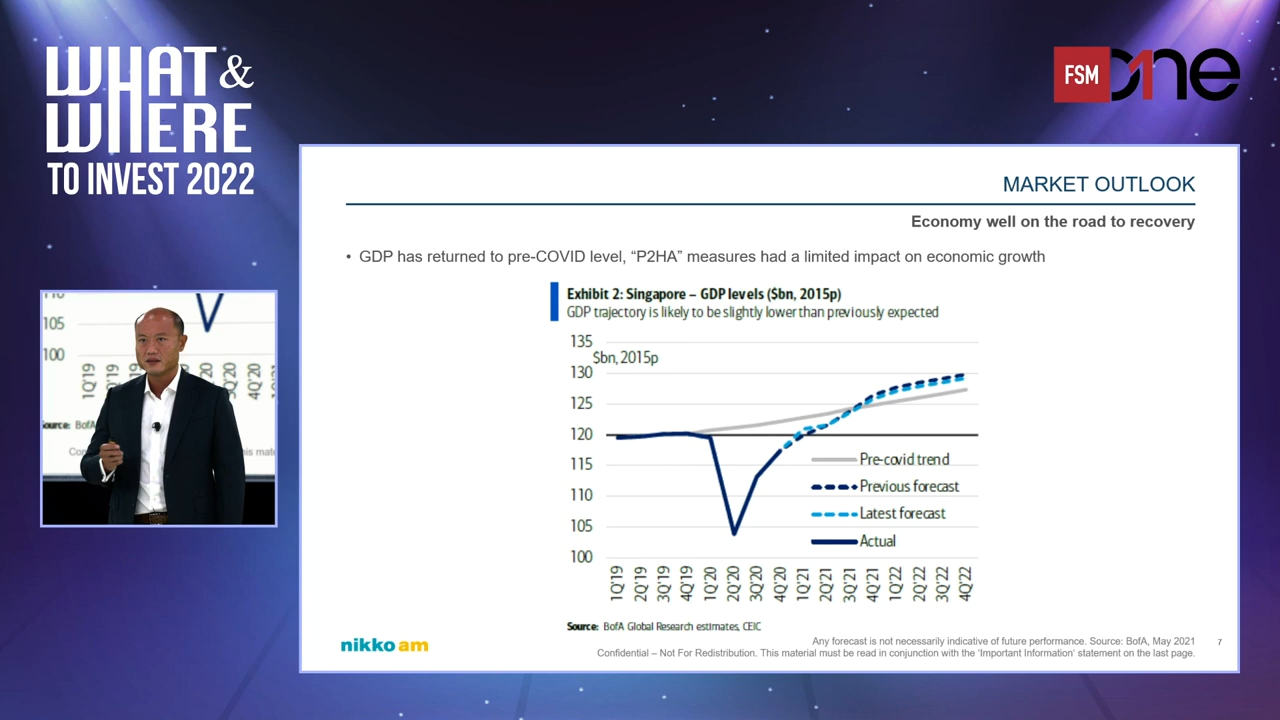 WHAT &
WHERE
TO INVEST 2022
FSM one
MARKET OUTLOOK
Economy well on the road to recovery
• GDP has returned to pre-COVID level, “P2HA” measures had a limited impact on economic growth
Exhibit 2: Singapore – GDP levels ($bn, 2015p)
GDP trajectory is likely to be slightly lower than previously expected
135
$bn, 2015p
130
125
120
115
110
105
100
Pre-covid trend
Previous forecast
Latest forecast
Actual
1Q'19
2Q'19
3Q'19
4Q'19
1Q'20
2Q'20
3Q'20
4Q'20
1Q'21
2Q'21
3Q'21
4Q'21
1Q'22
2Q'22
3Q'22
4Q'22
Source: BofA Global Research estimates, CEIC
nikko am
Any forecast is not necessarily indicative of future performance. Source: BofA, May 2021
7
Confidential – Not For Redistribution. This material must be read in conjunction with the ‘Important Information’ statement on the last page.
110
105
100
1Q'19
3Q'20
4Q'20